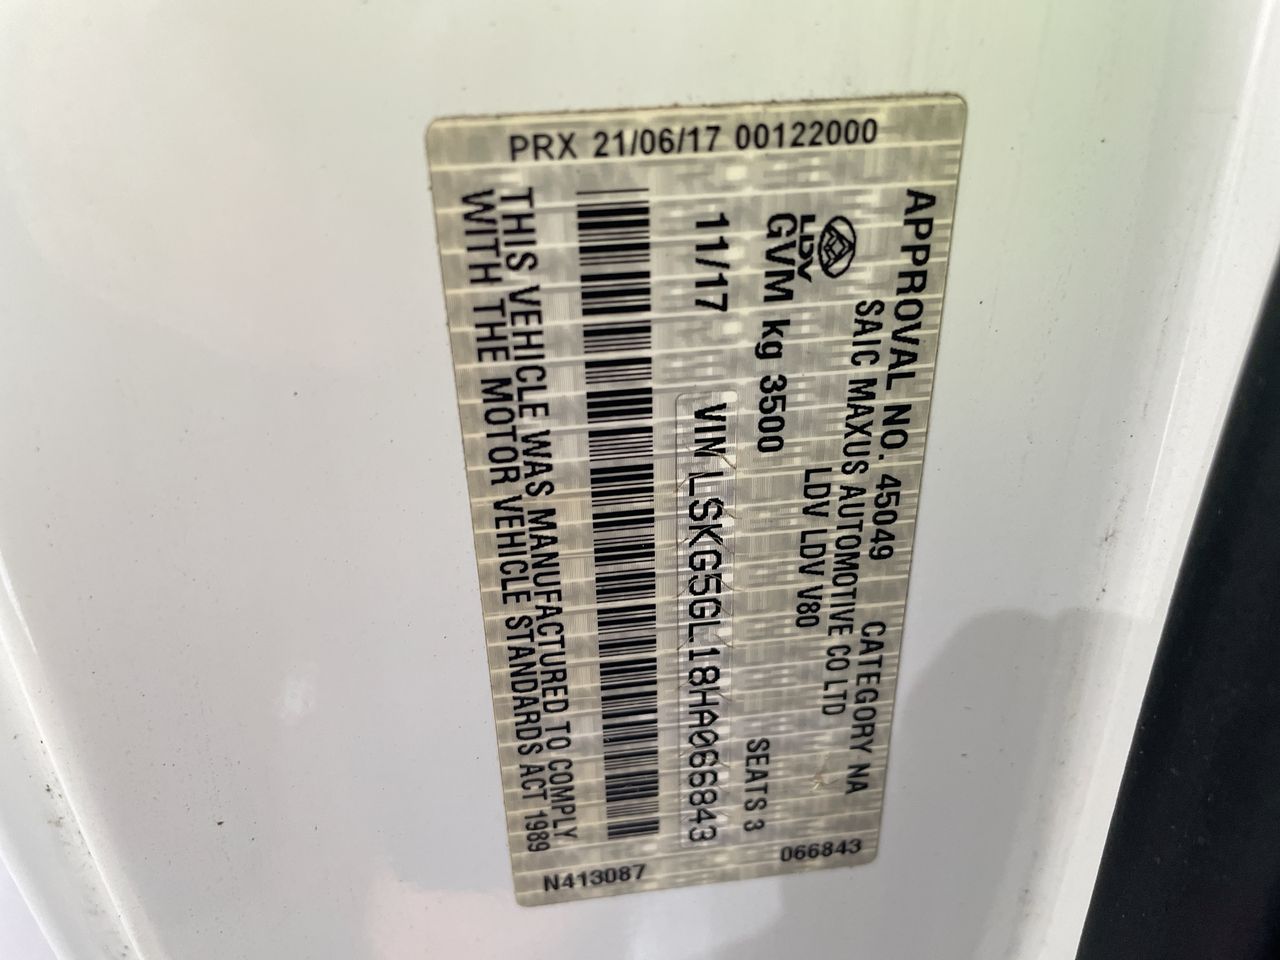 PRX 21/06/17 00122000
APPROVAL NO. 45049 CATEGORY NA
SAIC MAXUS AUTOMOTIVE CO LTD
LDV
LDV LDV V80
GVM kg 3500 SEATS 3
11/17 VIN LSKG5GL18HA066843
THIS VEHICLE WAS MANUFACTURED TO COMPLY
WITH THE MOTOR VEHICLE STANDARDS ACT 1989
N413087 066843